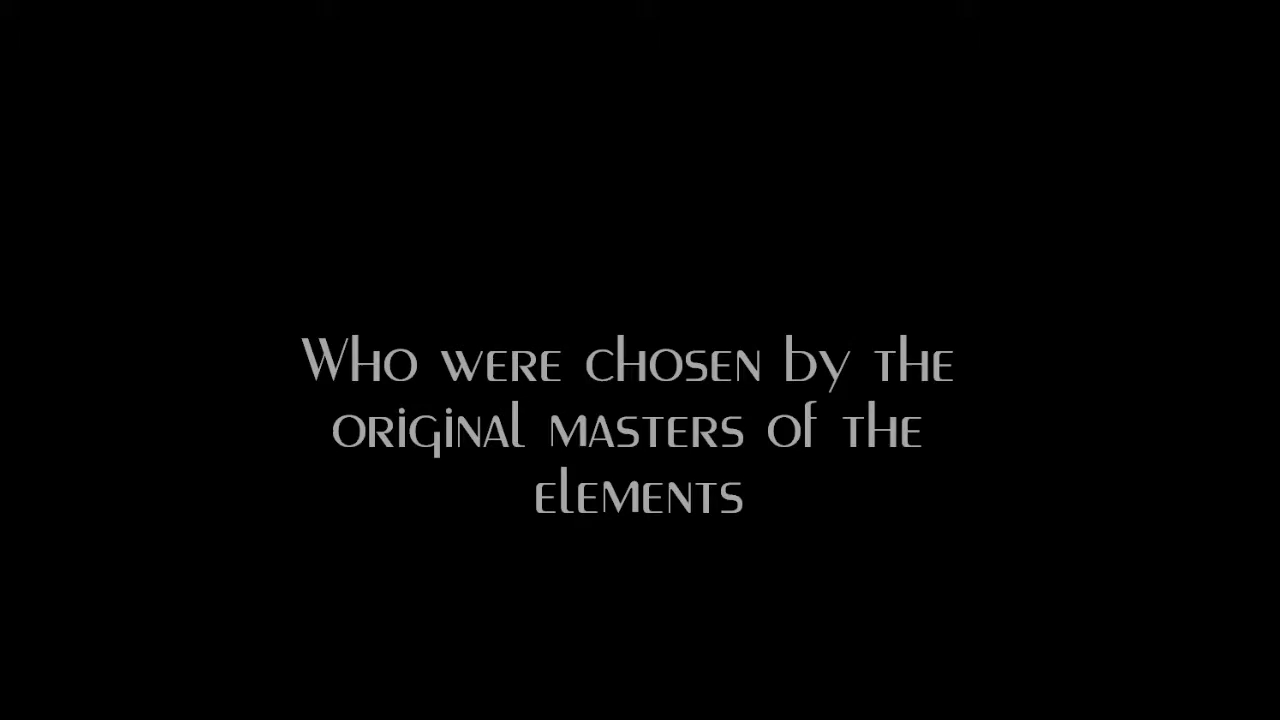 Who were chosen by the
original masters of the
elements